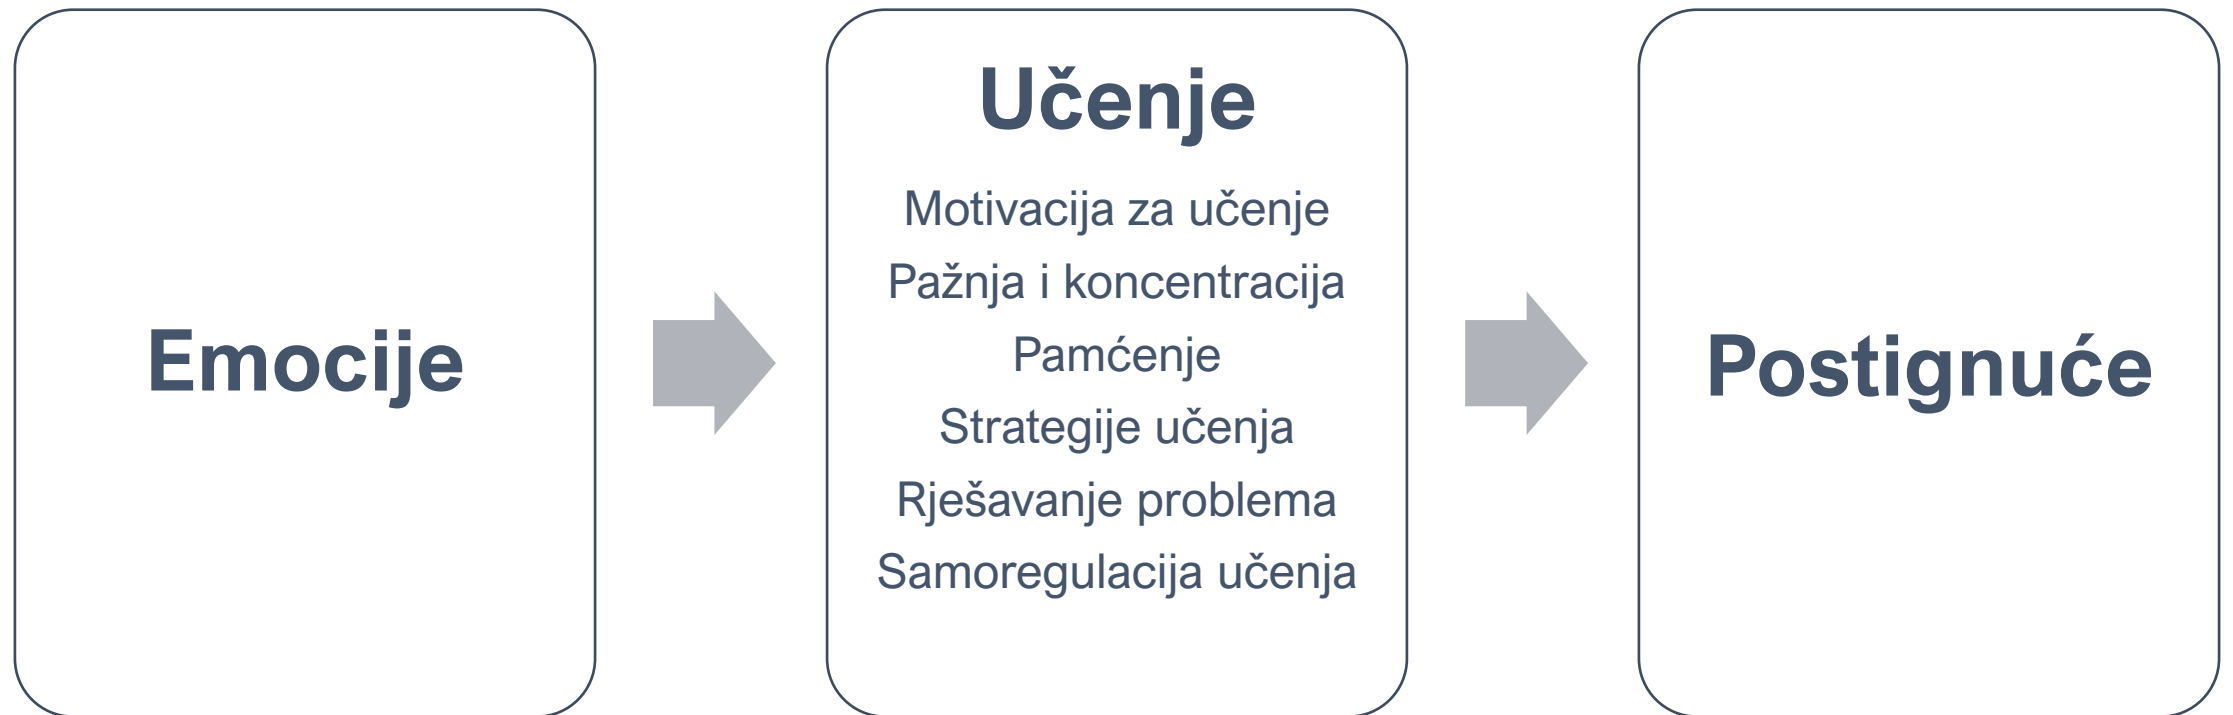 Emocije
Učenje
Motivacija za učenje
Pažnja i koncentracija
Pamćenje
Strategije učenja
Rješavanje problema
Samoregulacija učenja
Postignuće